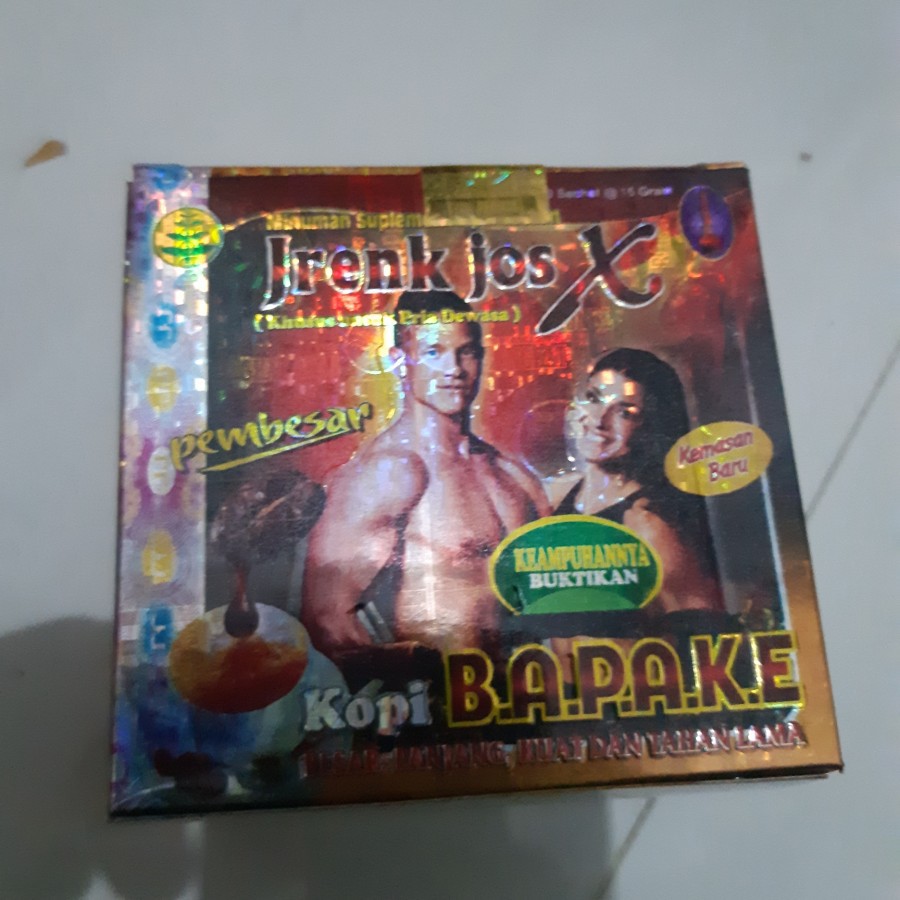 Sachet @ 15 Gram
Minuman Suplemen
Jrenk jos X
( Khusus untuk Pria Dewasa )
pembesar
Kemasan
Baru
KEAMPUHANNYA
BUKTIKAN
Kopi B.A.P.A.K.E
BESAR, PANJANG, KUAT DAN TAHAN LAMA